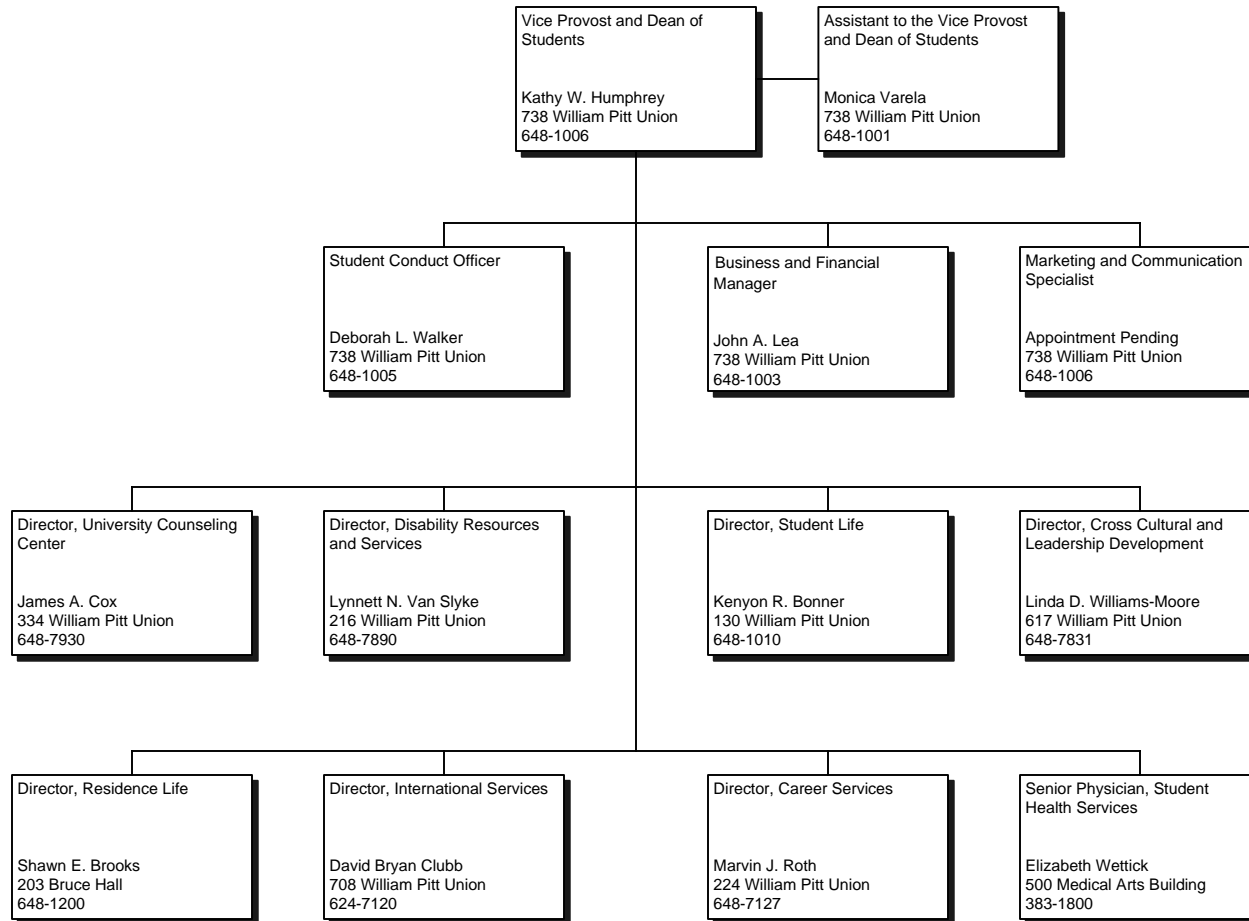 Vice Provost and Dean of
Students
Kathy W. Humphrey
738 William Pitt Union
648-1006
Assistant to the Vice Provost
and Dean of Students
Monica Varela
738 William Pitt Union
648-1001
Student Conduct Officer
Deborah L. Walker
738 William Pitt Union
648-1005
Business and Financial
Manager
John A. Lea
738 William Pitt Union
648-1003
Marketing and Communication
Specialist
Appointment Pending
738 William Pitt Union
648-1006
Director, University Counseling
Center
James A. Cox
334 William Pitt Union
648-7930
Director, Disability Resources
and Services
Lynnett N. Van Slyke
216 William Pitt Union
648-7890
Director, Student Life
Kenyon R. Bonner
130 William Pitt Union
648-1010
Director, Cross Cultural and
Leadership Development
Linda D. Williams-Moore
617 William Pitt Union
648-7831
Director, Residence Life
Shawn E. Brooks
203 Bruce Hall
648-1200
Director, International Services
David Bryan Clubb
708 William Pitt Union
624-7120
Director, Career Services
Marvin J. Roth
224 William Pitt Union
648-7127
Senior Physician, Student
Health Services
Elizabeth Wettick
500 Medical Arts Building
383-1800